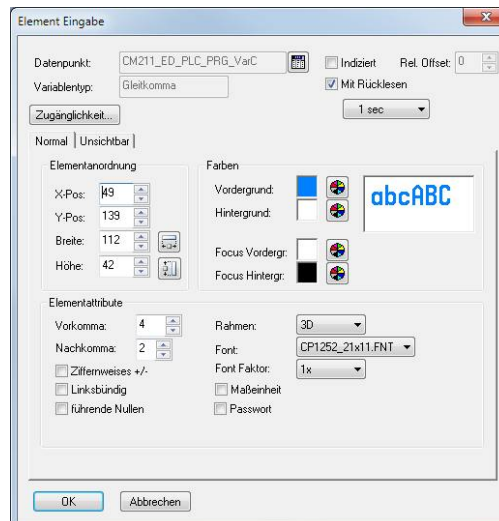 Element Eingabe
Datenpunkt: CM211_ED_PLC_PRG_VarC Indiziert Rel. Offset: 0
Variablentyp: Gleitkomma Mit Rücklesen
Zugänglichkeit... 1 sec
Normal Unsichtbar
Elementanordnung Farben
X-Pos: 49 Vordergrund: abcABC
Y-Pos: 139 Hintergrund:
Breite: 112 Focus Vordergr:
Höhe: 42 Focus Hintergr:
Elementattribute
Vorkomma: 4 Rahmen: 3D
Nachkomma: 2 Font: CP1252_21x11.FNT
Ziffernweises +/- Font Faktor: 1x
Linksbündig Maßeinheit
führende Nullen Passwort
OK Abbrechen